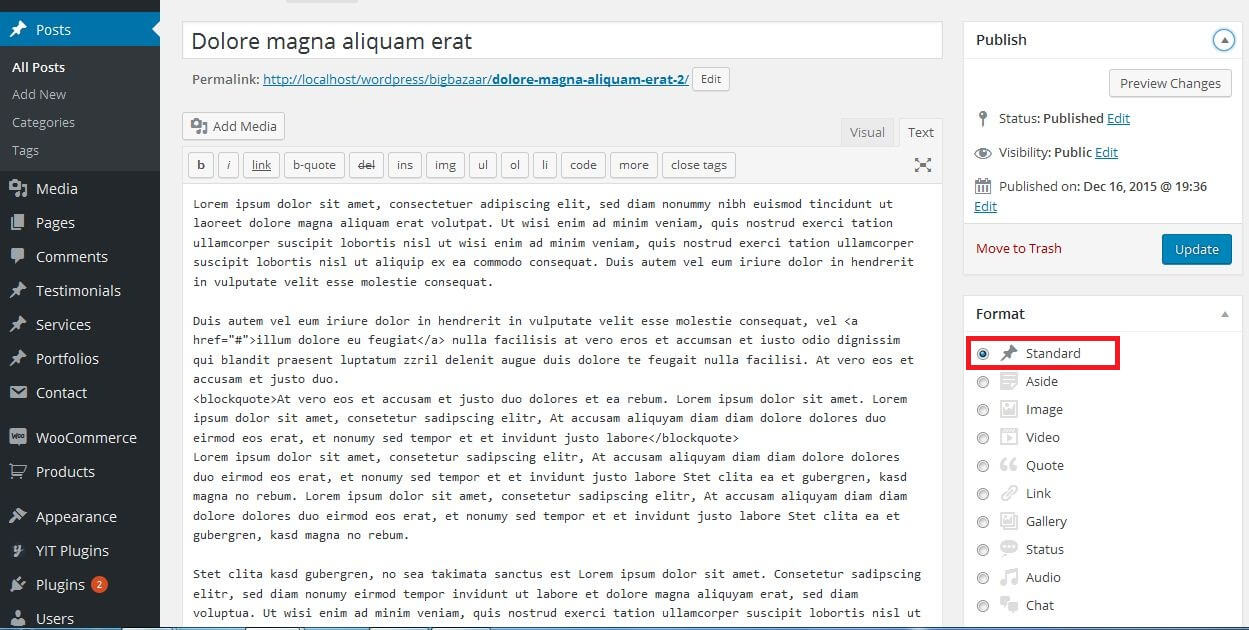 Posts
All Posts
Add New
Categories
Tags
Media
Pages
Comments
Testimonials
Services
Portfolios
Contact
WooCommerce
Products
Appearance
YIT Plugins
Plugins 2
Users
Dolore magna aliquam erat
Permalink: http://localhost/wordpress/bigbazaar/dolore-magna-aliquam-erat-2/ Edit
Add Media
Visual Text
b i link b-quote del ins img ul ol li code more close tags
Lorem ipsum dolor sit amet, consectetuer adipiscing elit, sed diam nonummy nibh euismod tincidunt ut
laoreet dolore magna aliquam erat volutpat. Ut wisi enim ad minim veniam, quis nostrud exerci tation
ullamcorper suscipit lobortis nisl ut wisi enim ad minim veniam, quis nostrud exerci tation ullamcorper
suscipit lobortis nisl ut aliquip ex ea commodo consequat. Duis autem vel eum iriure dolor in hendrerit
in vulputate velit esse molestie consequat.
Duis autem vel eum iriure dolor in hendrerit in vulputate velit esse molestie consequat, vel <a
href="#">illum dolore eu feugiat</a> nulla facilisis at vero eros et accumsan et iusto odio dignissim
qui blandit praesent luptatum zzril delenit augue duis dolore te feugait nulla facilisi. At vero eos et
accusam et justo duo.
<blockquote>At vero eos et accusam et justo duo dolores et ea rebum. Lorem ipsum dolor sit amet. Lorem
ipsum dolor sit amet, consetetur sadipscing elitr, At accusam aliquyam diam diam dolore dolores duo
eirmod eos erat, et nonumy sed tempor et et invidunt justo labore</blockquote>
Lorem ipsum dolor sit amet, consetetur sadipscing elitr, At accusam aliquyam diam diam dolore dolores
duo eirmod eos erat, et nonumy sed tempor et et invidunt justo labore Stet clita ea et gubergren, kasd
magna no rebum. Lorem ipsum dolor sit amet, consetetur sadipscing elitr, At accusam aliquyam diam diam
dolore dolores duo eirmod eos erat, et nonumy sed tempor et et invidunt justo labore Stet clita ea et
gubergren, kasd magna no rebum.
Stet clita kasd gubergren, no sea takimata sanctus est Lorem ipsum dolor sit amet. Consetetur sadipscing
elitr, sed diam nonumy eirmod tempor invidunt ut labore et dolore magna aliquyam erat, sed diam
voluptua. Ut wisi enim ad minim veniam, quis nostrud exerci tation ullamcorper suscipit lobortis nisl ut
Publish
Preview Changes
Status: Published Edit
Visibility: Public Edit
Published on: Dec 16, 2015 @ 19:36
Edit
Move to Trash Update
Format
Standard
Aside
Image
Video
Quote
Link
Gallery
Status
Audio
Chat